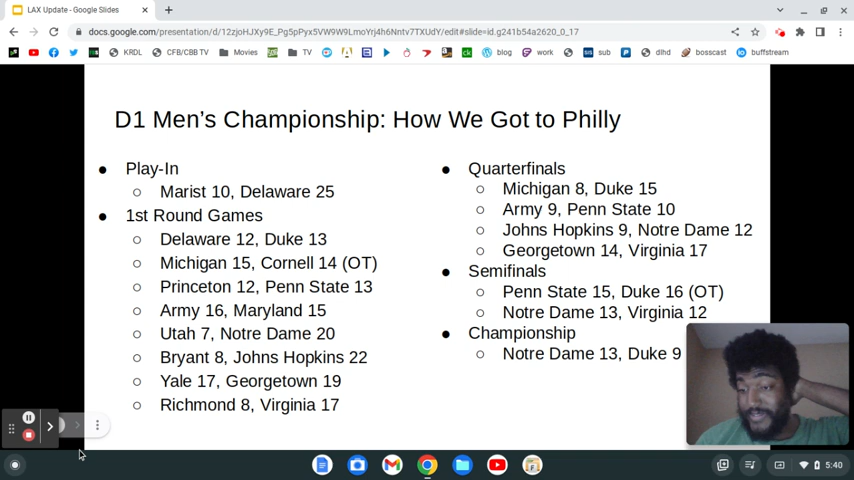 LAX Update - Google Slides
docs.google.com/presentation/d/12zjoHJXy9E_Pg5pPyx5VW9W9LmoYrj4h6Nntv7TXUdY/edit#slide=id.g241b54a2620_0_17
KRDL CFB/CBB TV Movies TV blog work sub dlhd bosscast buffstream
D1 Men's Championship: How We Got to Philly
● Play-In
○ Marist 10, Delaware 25
● 1st Round Games
○ Delaware 12, Duke 13
○ Michigan 15, Cornell 14 (OT)
○ Princeton 12, Penn State 13
○ Army 16, Maryland 15
○ Utah 7, Notre Dame 20
○ Bryant 8, Johns Hopkins 22
○ Yale 17, Georgetown 19
○ Richmond 8, Virginia 17
● Quarterfinals
○ Michigan 8, Duke 15
○ Army 9, Penn State 10
○ Johns Hopkins 9, Notre Dame 12
○ Georgetown 14, Virginia 17
● Semifinals
○ Penn State 15, Duke 16 (OT)
○ Notre Dame 13, Virginia 12
● Championship
○ Notre Dame 13, Duke 9
5:40